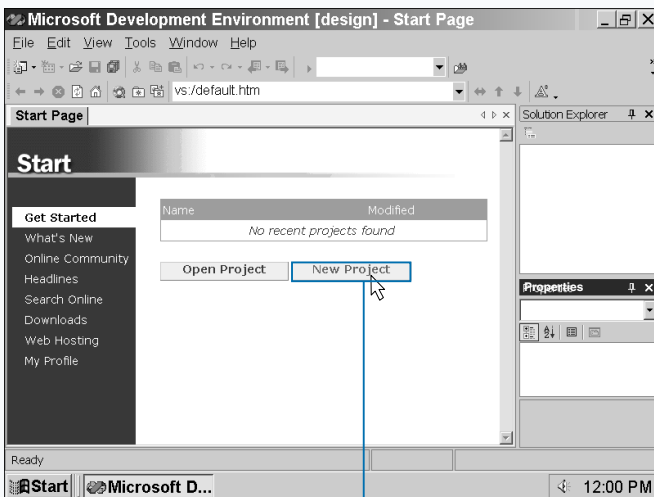 Microsoft Development Environment [design] - Start Page
File Edit View Tools Window Help
vs:/default.htm
Start Page
Solution Explorer
Start
Get Started
What's New
Online Community
Headlines
Search Online
Downloads
Web Hosting
My Profile
Name Modified
No recent projects found
Open Project New Project
Properties
Ready
Start Microsoft D... 12:00 PM